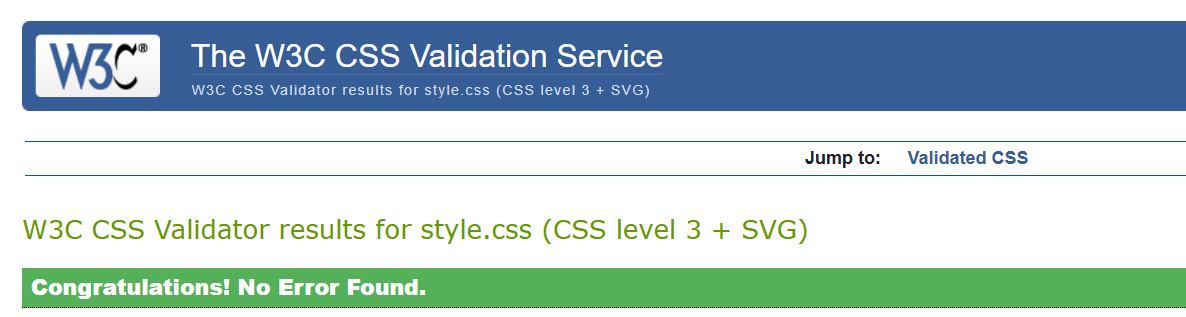 W3C®
The W3C CSS Validation Service
W3C CSS Validator results for style.css (CSS level 3 + SVG)
Jump to: Validated CSS
W3C CSS Validator results for style.css (CSS level 3 + SVG)
Congratulations! No Error Found.